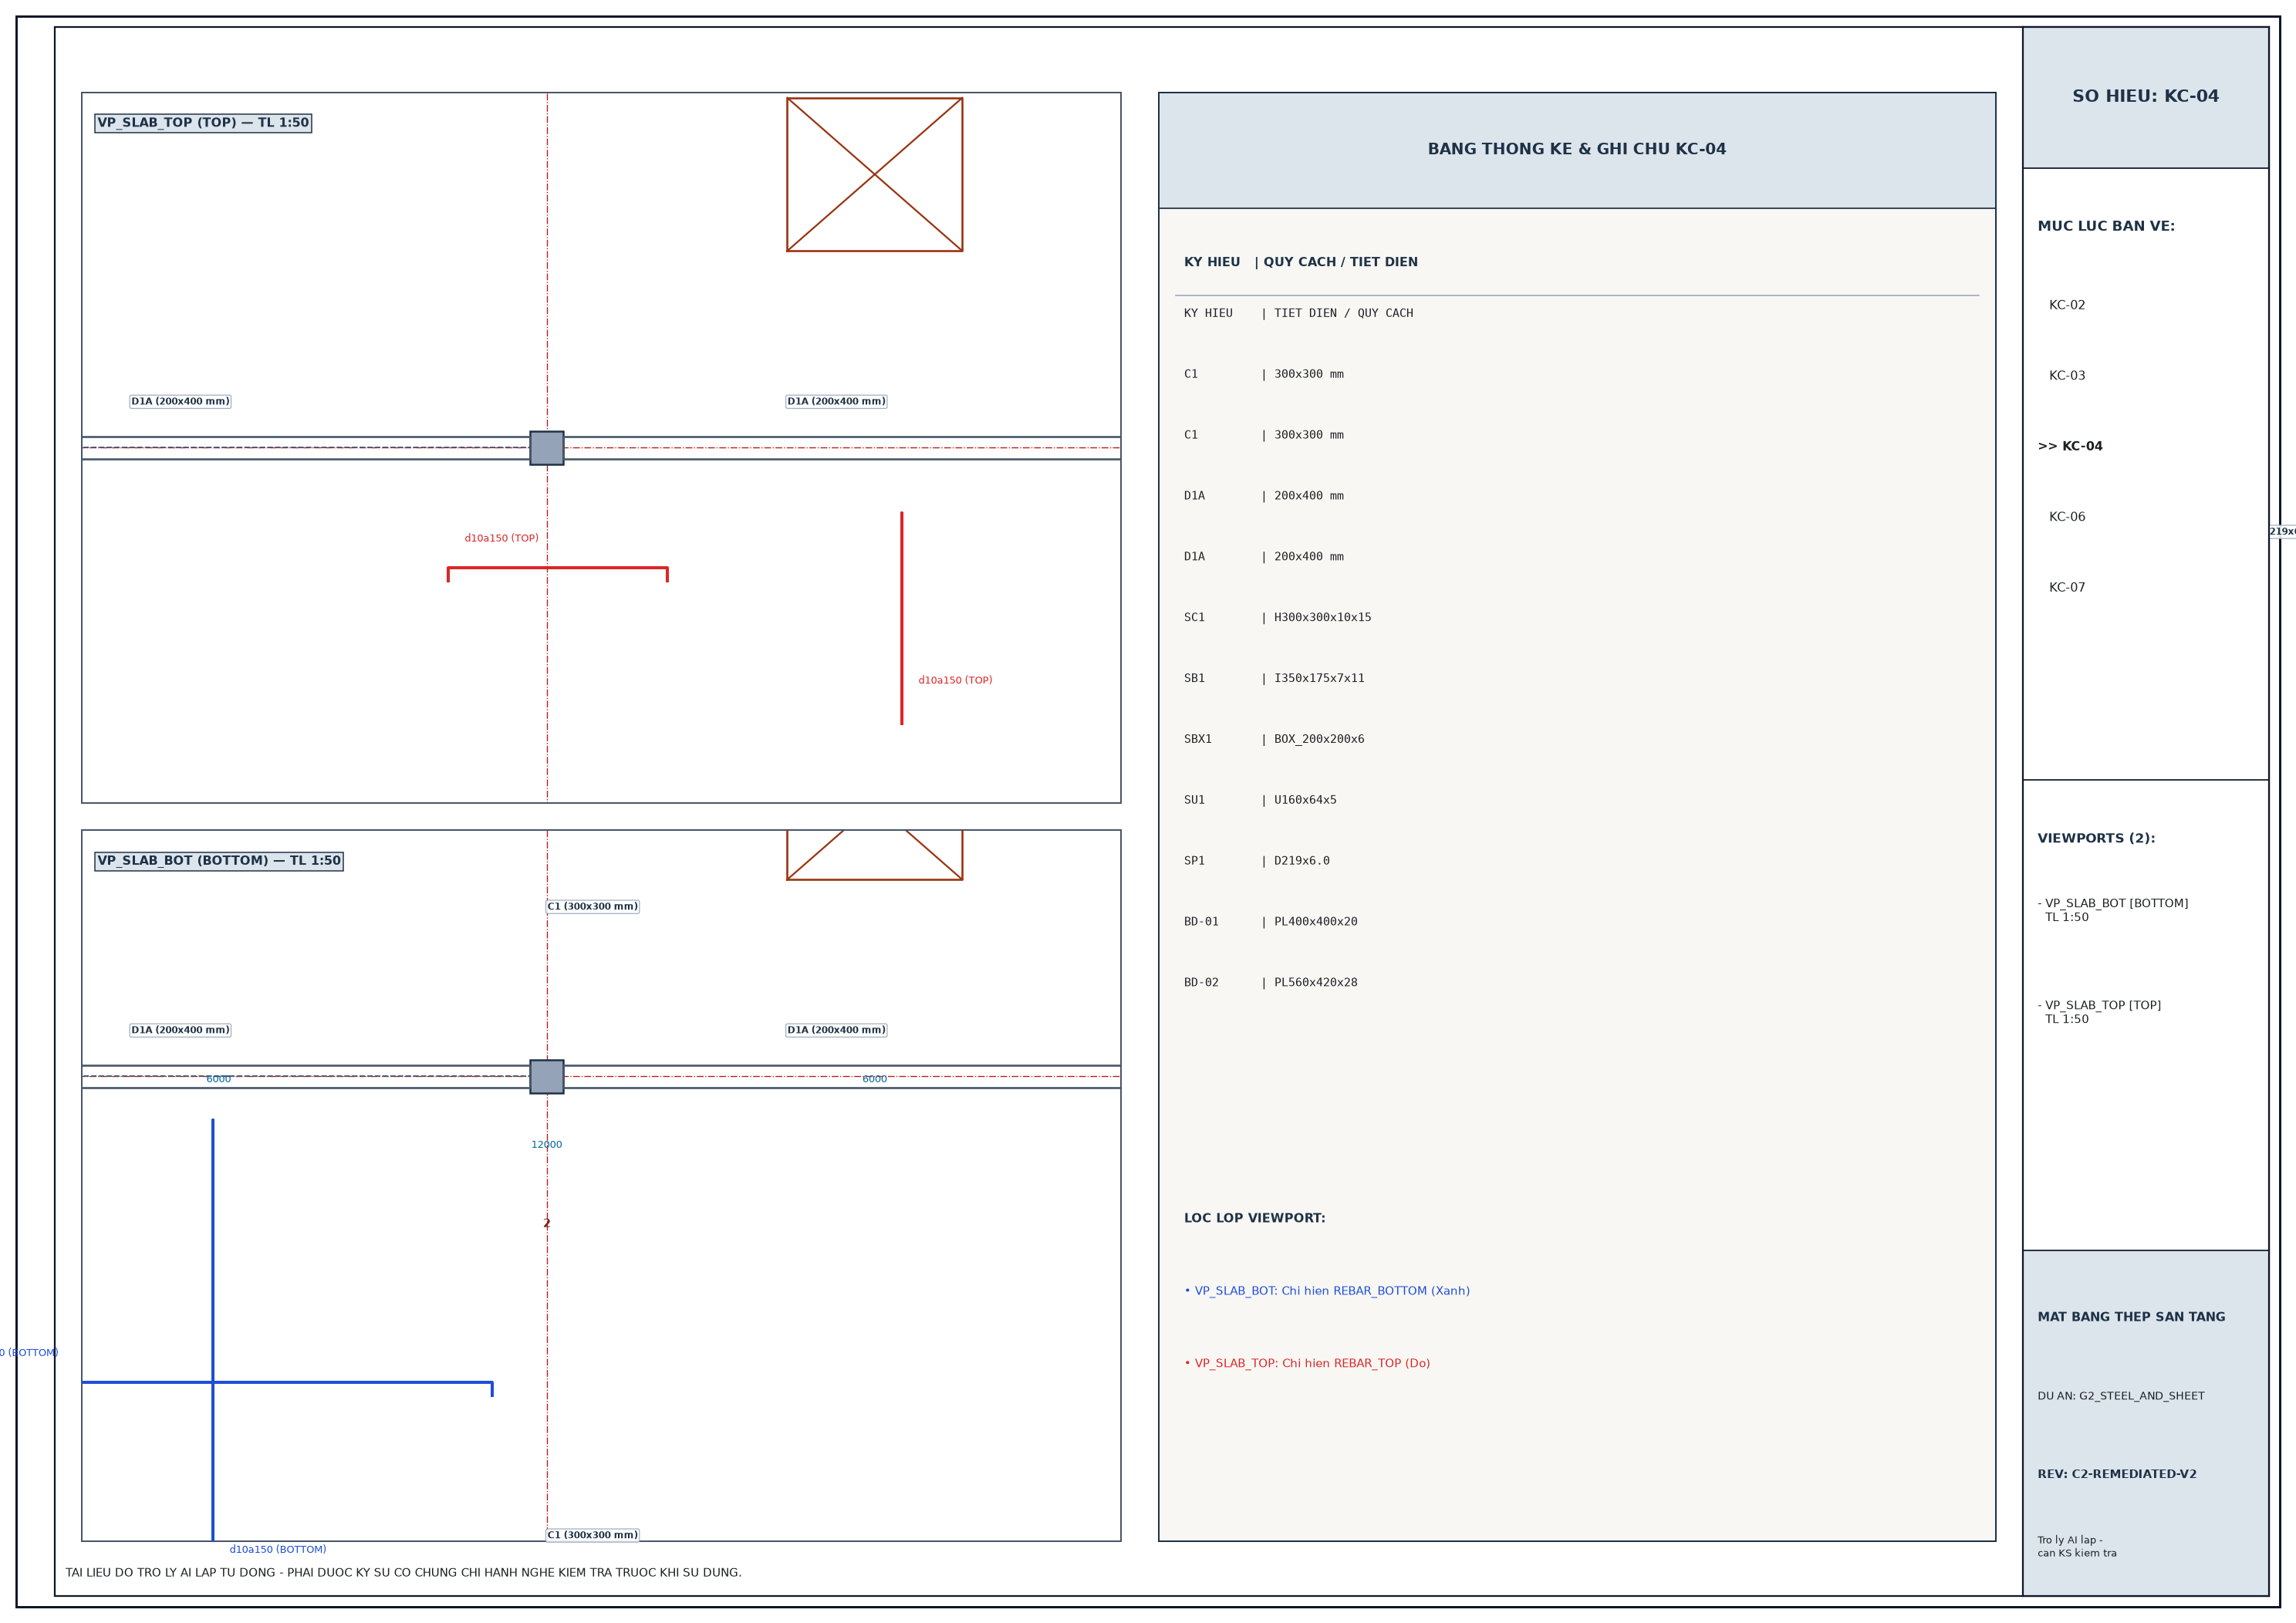 VP_SLAB_TOP (TOP) — TL 1:50
D1A (200x400 mm)
D1A (200x400 mm)
d10a150 (TOP)
d10a150 (TOP)
VP_SLAB_BOT (BOTTOM) — TL 1:50
C1 (300x300 mm)
D1A (200x400 mm)
D1A (200x400 mm)
6000
6000
12000
2
0 (BOTTOM)
C1 (300x300 mm)
d10a150 (BOTTOM)
TAI LIEU DO TRO LY AI LAP TU DONG - PHAI DUOC KY SU CO CHUNG CHI HANH NGHE KIEM TRA TRUOC KHI SU DUNG.
BANG THONG KE & GHI CHU KC-04
KY HIEU | QUY CACH / TIET DIEN
KY HIEU | TIET DIEN / QUY CACH
C1 | 300x300 mm
C1 | 300x300 mm
D1A | 200x400 mm
D1A | 200x400 mm
SC1 | H300x300x10x15
SB1 | I350x175x7x11
SBX1 | BOX_200x200x6
SU1 | U160x64x5
SP1 | D219x6.0
BD-01 | PL400x400x20
BD-02 | PL560x420x28
LOC LOP VIEWPORT:
• VP_SLAB_BOT: Chi hien REBAR_BOTTOM (Xanh)
• VP_SLAB_TOP: Chi hien REBAR_TOP (Do)
SO HIEU: KC-04
MUC LUC BAN VE:
KC-02
KC-03
>> KC-04
KC-06
KC-07
VIEWPORTS (2):
- VP_SLAB_BOT [BOTTOM]
TL 1:50
- VP_SLAB_TOP [TOP]
TL 1:50
MAT BANG THEP SAN TANG
DU AN: G2_STEEL_AND_SHEET
REV: C2-REMEDIATED-V2
Tro ly AI lap -
can KS kiem tra